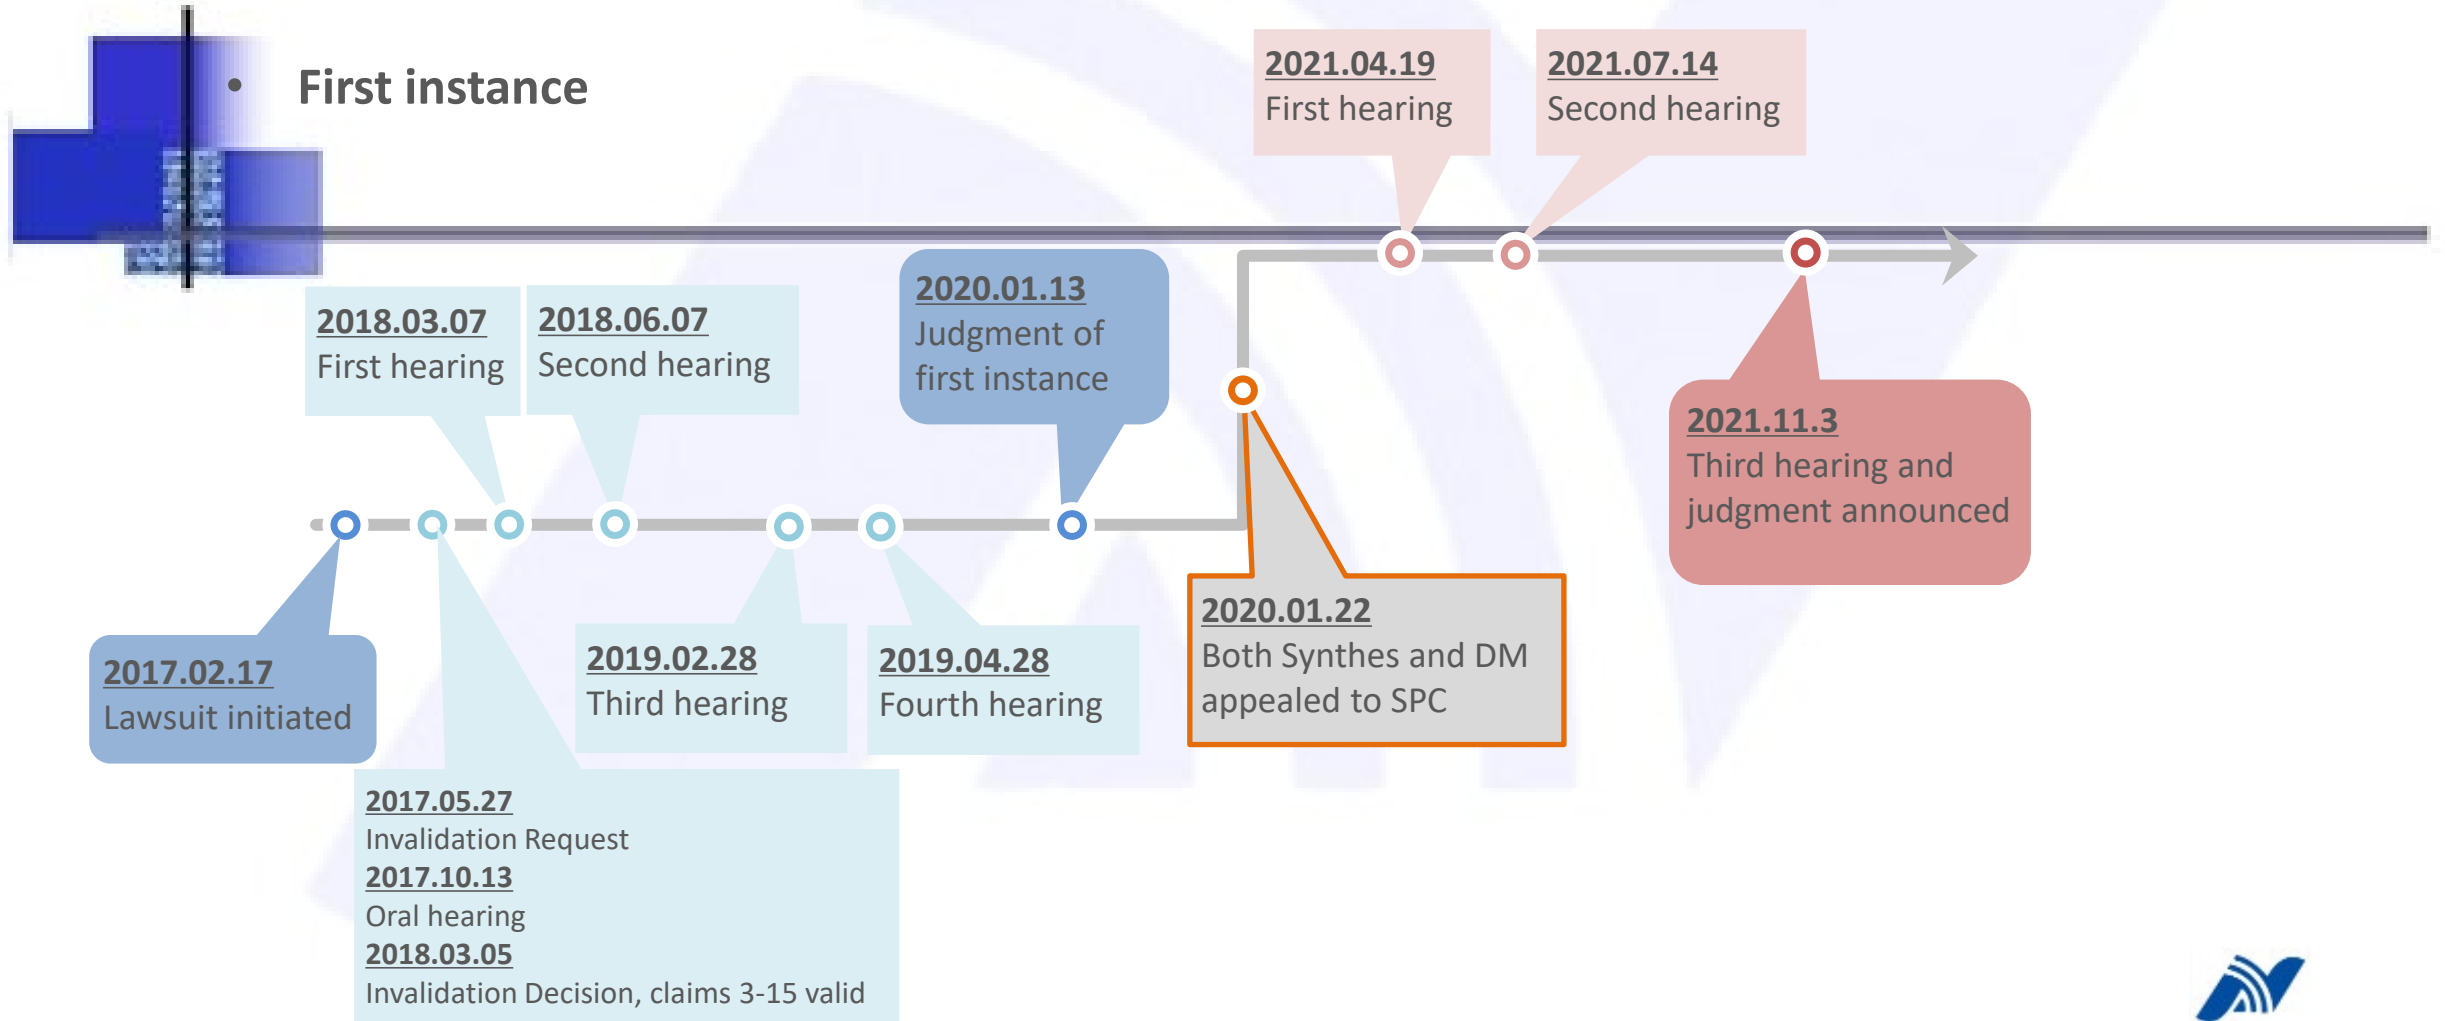 • First instance
2021.04.19
First hearing
2021.07.14
Second hearing
2018.03.07
First hearing
2018.06.07
Second hearing
2020.01.13
Judgment of
first instance
2021.11.3
Third hearing and
judgment announced
2017.02.17
Lawsuit initiated
2019.02.28
Third hearing
2019.04.28
Fourth hearing
2020.01.22
Both Synthes and DM
appealed to SPC
2017.05.27
Invalidation Request
2017.10.13
Oral hearing
2018.03.05
Invalidation Decision, claims 3-15 valid